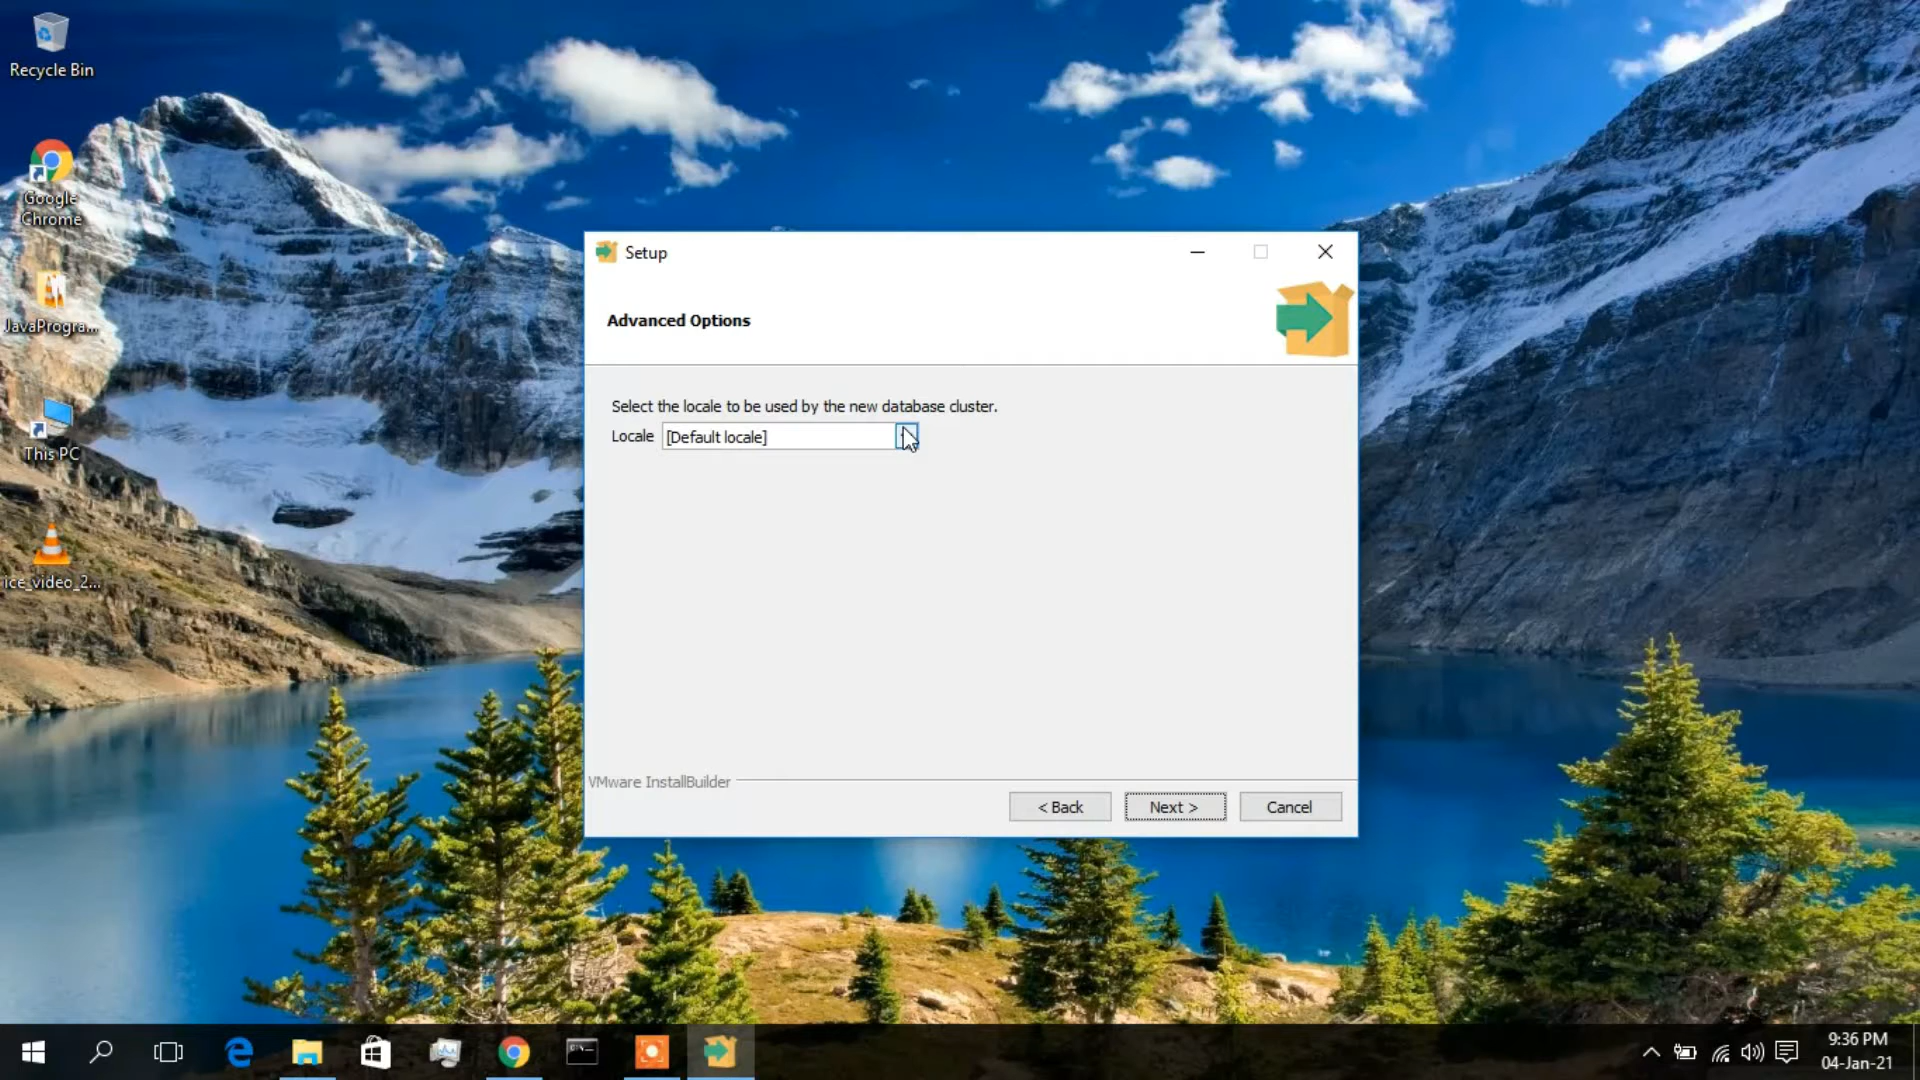 Recycle Bin
Google
Chrome
JavaProgra...
This PC
ice_video_2...
Setup
Advanced Options
Select the locale to be used by the new database cluster.
Locale [Default locale]
VMware InstallBuilder
< Back Next > Cancel
9:36 PM
04-Jan-21